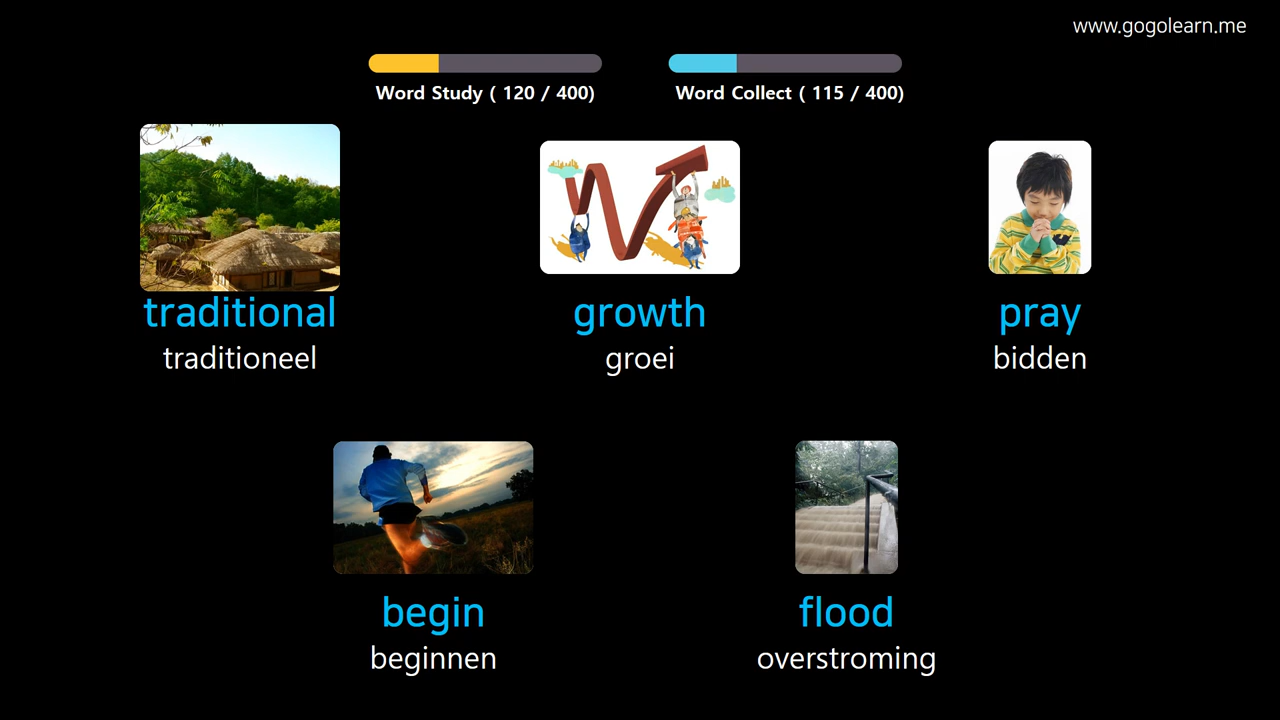 www.gogolearn.me
Word Study ( 120 / 400)
Word Collect ( 115 / 400)
traditional
traditioneel
growth
groei
pray
bidden
begin
beginnen
flood
overstroming